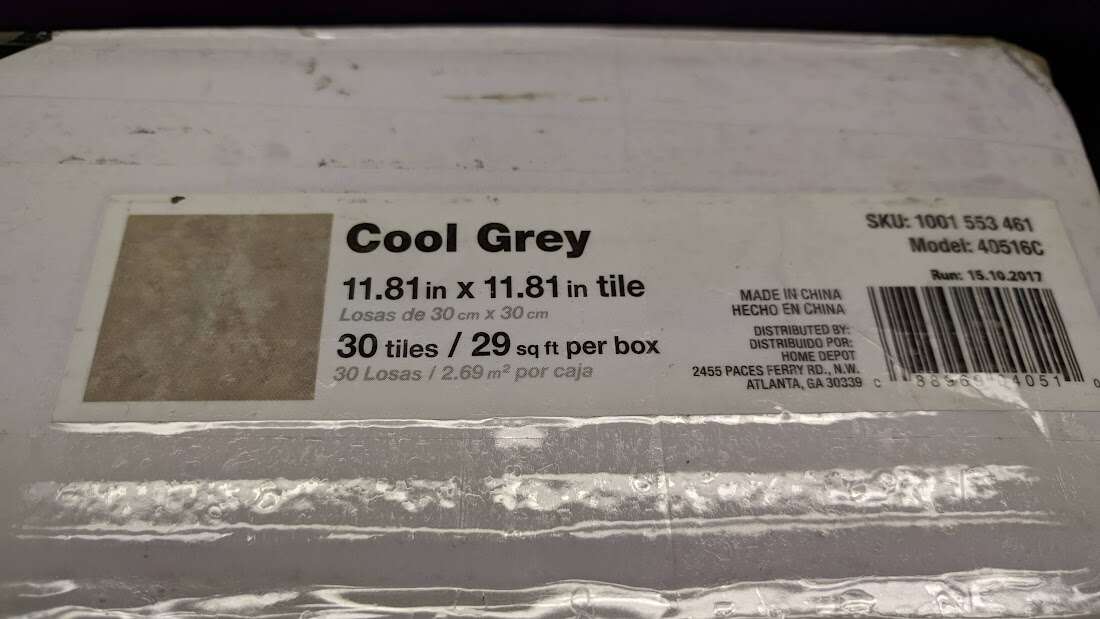 Cool Grey
11.81 in x 11.81 in tile
Losas de 30 cm x 30 cm
30 tiles / 29 sq ft per box
30 Losas / 2.69 m² por caja
MADE IN CHINA
HECHO EN CHINA
DISTRIBUTED BY:
DISTRIBUIDO POR:
HOME DEPOT
2455 PACES FERRY RD., N.W.
ATLANTA, GA 30339
SKU: 1001 553 461
Model: 40516C
Run: 15.10.2017